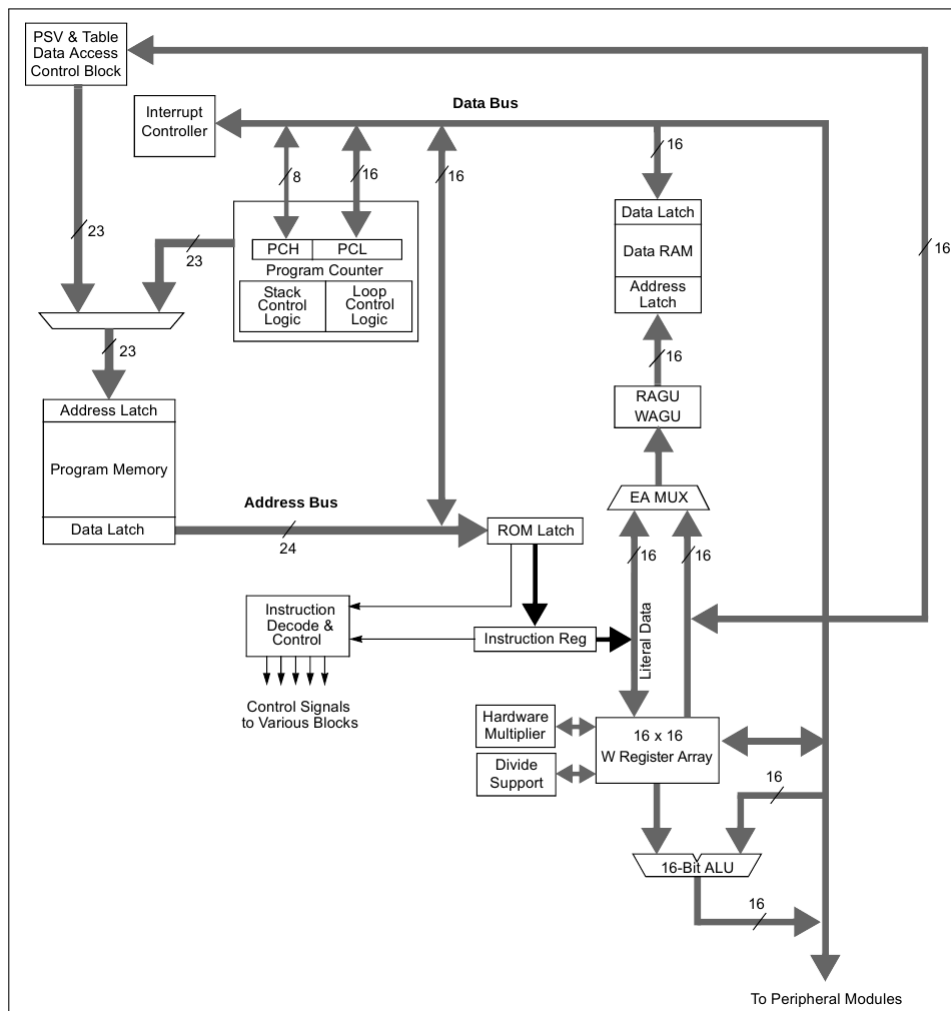 PSV & Table
Data Access
Control Block
Interrupt
Controller
Data Bus
8
16
16
16
16
23
23
PCH
PCL
Program Counter
Stack
Control
Logic
Loop
Control
Logic
Data Latch
Data RAM
Address
Latch
23
16
RAGU
WAGU
Address Latch
Program Memory
Data Latch
Address Bus
24
ROM Latch
EA MUX
16
16
Literal Data
Instruction
Decode &
Control
Instruction Reg
Control Signals
to Various Blocks
Hardware
Multiplier
Divide
Support
16 x 16
W Register Array
16
16-Bit ALU
16
To Peripheral Modules